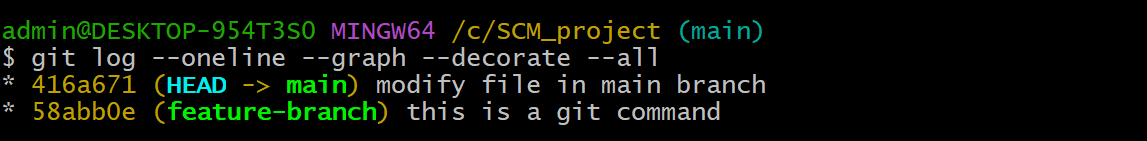 admin@DESKTOP-954T3SO MINGW64 /c/SCM_project (main)
$ git log --oneline --graph --decorate --all
* 416a671 (HEAD -> main) modify file in main branch
* 58abb0e (feature-branch) this is a git command